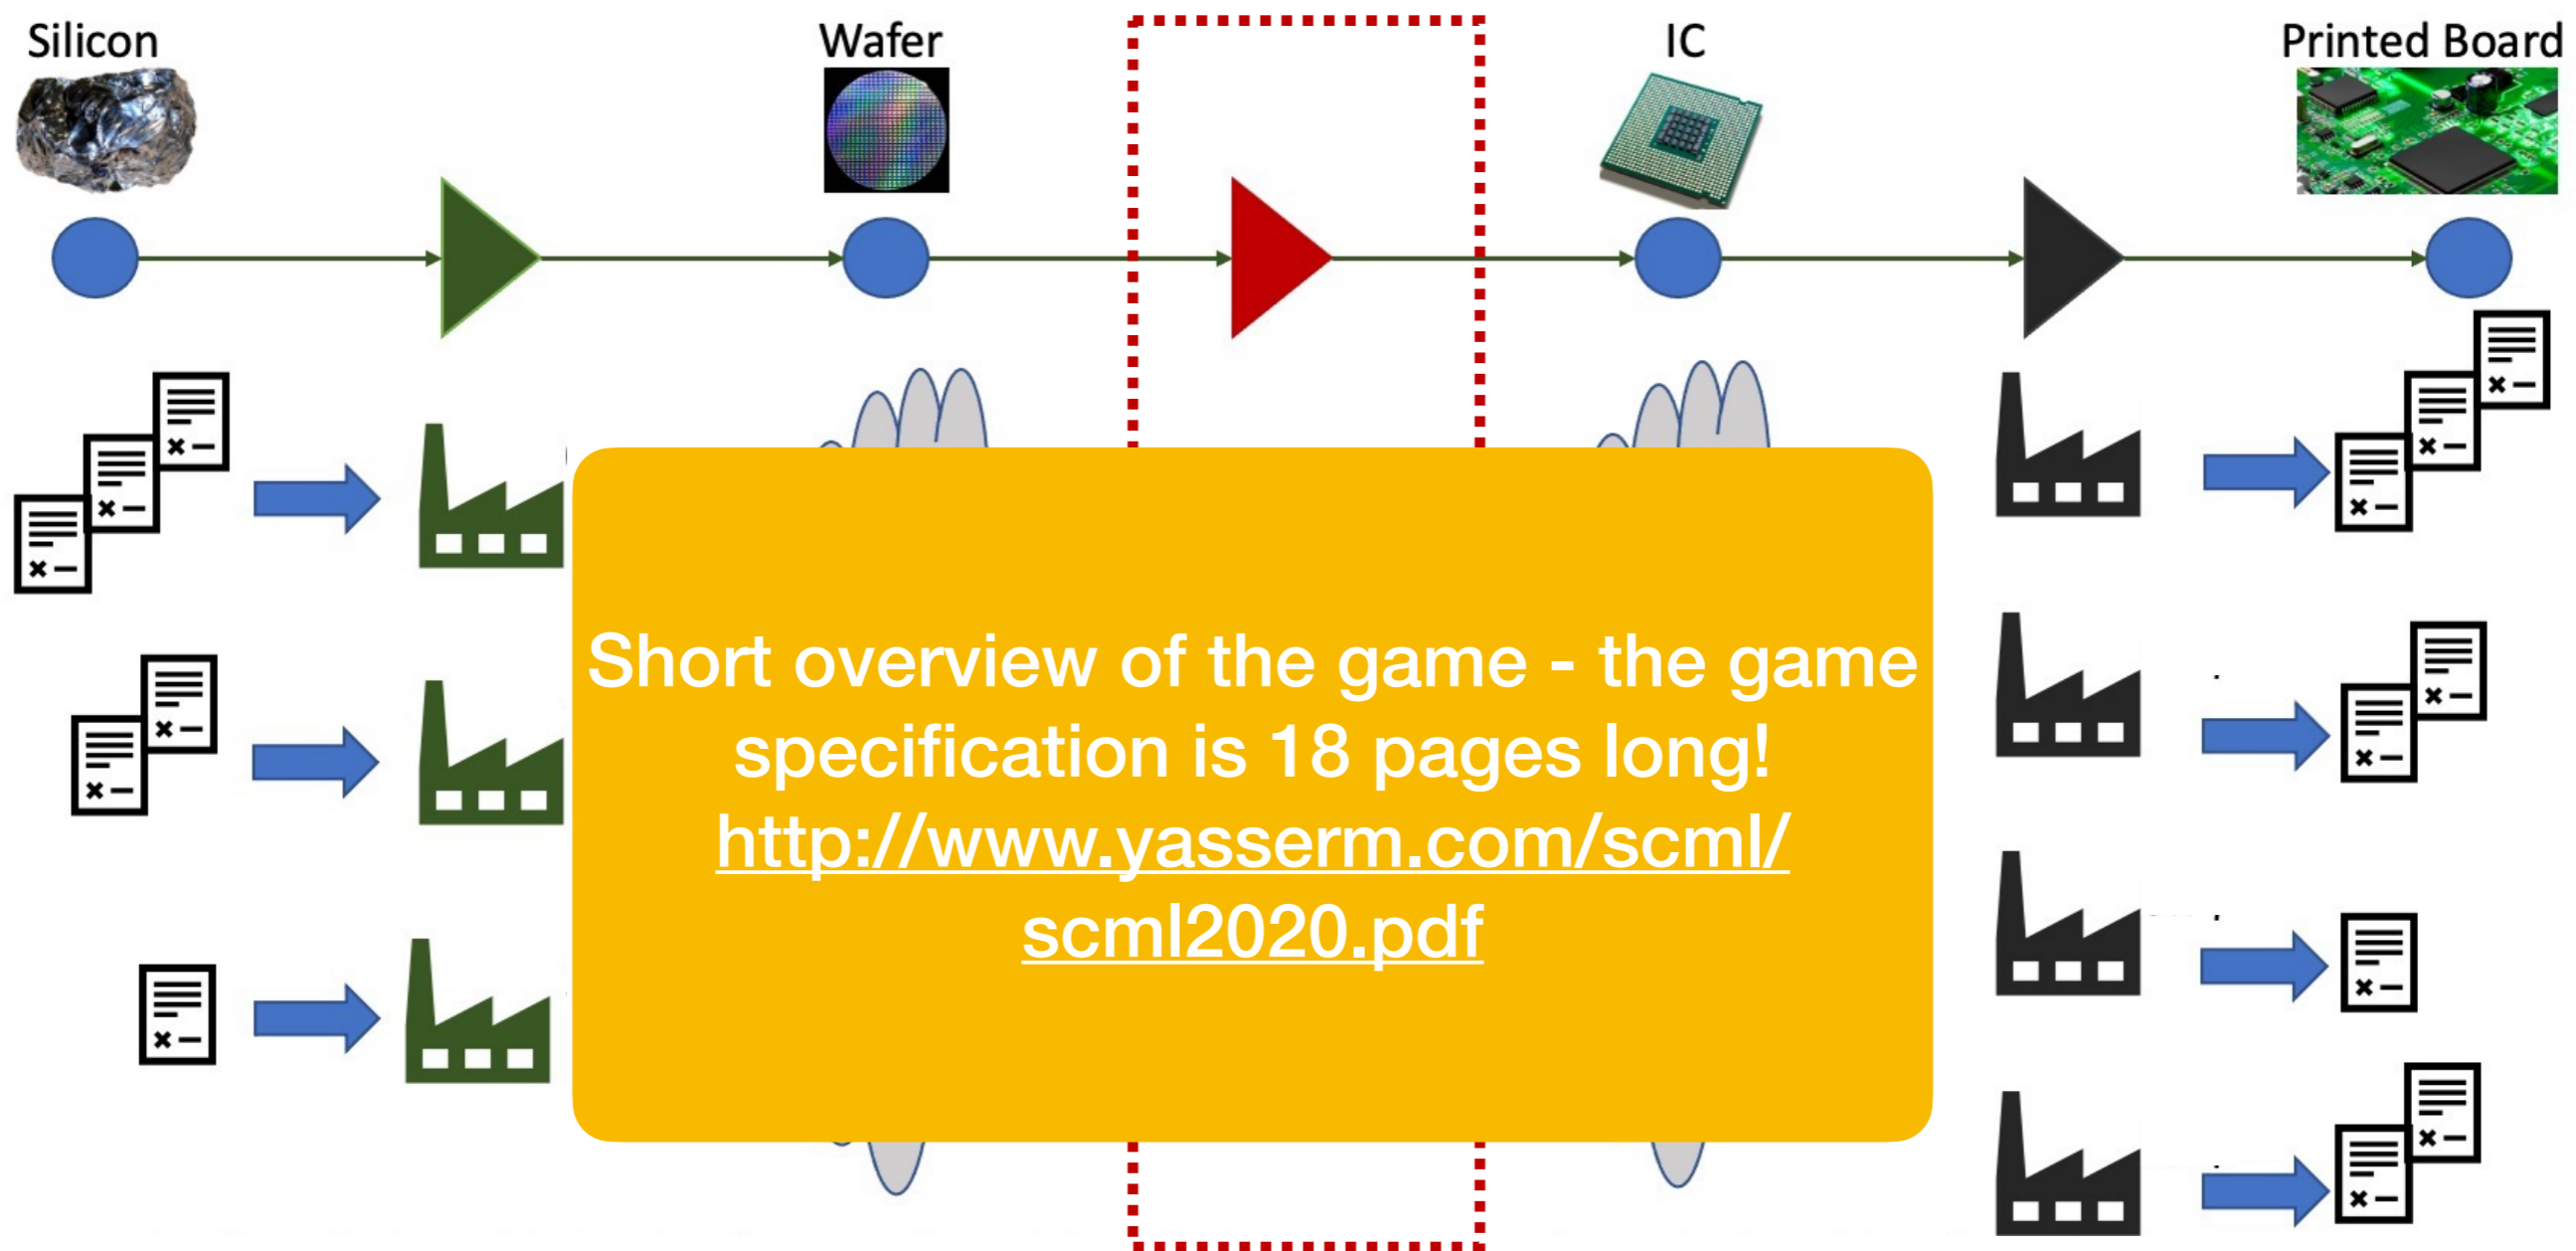 Silicon
Wafer
IC
Printed Board
Short overview of the game - the game
specification is 18 pages long!
http://www.yasserm.com/scml/
scml2020.pdf